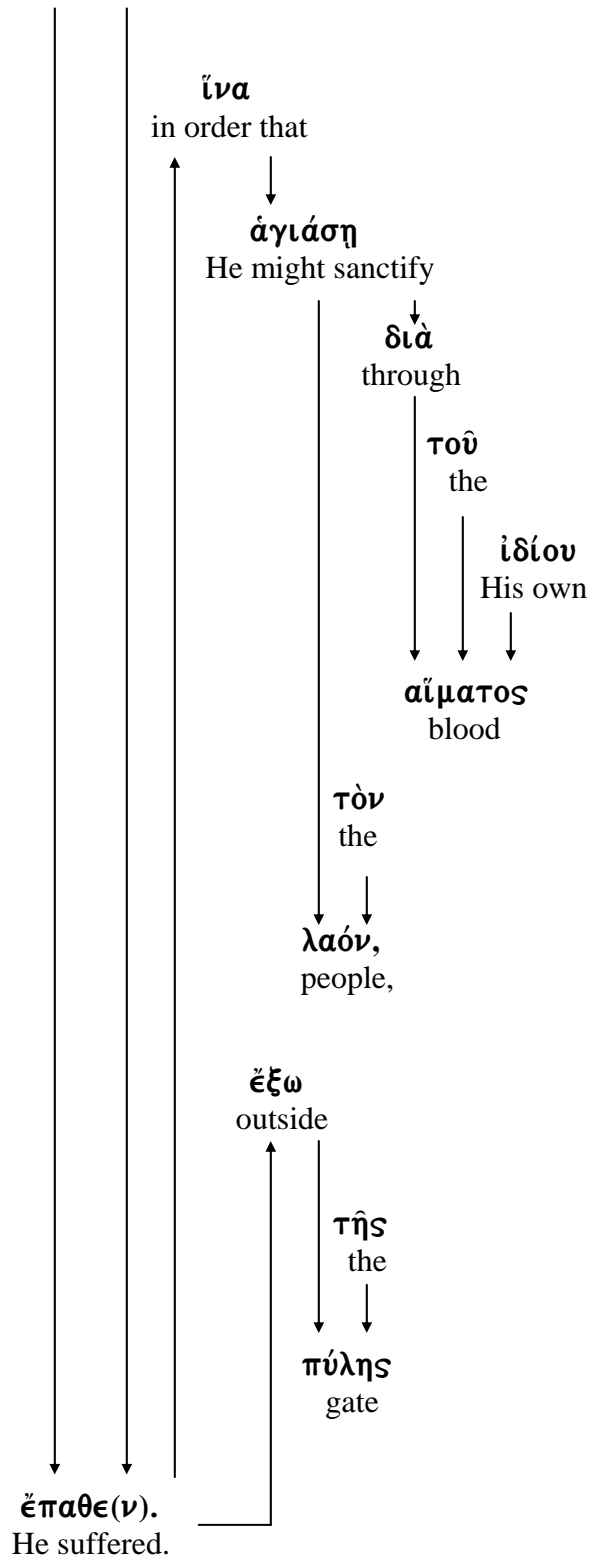 ἵνα
in order that
ἁγιάσῃ
He might sanctify
διὰ
through
τοῦ
the
ἰδίου
His own
αἵματος
blood
τὸν
the
λαόν,
people,
ἔξω
outside
τῆς
the
πύλης
gate
ἔπαθε(ν).
He suffered.